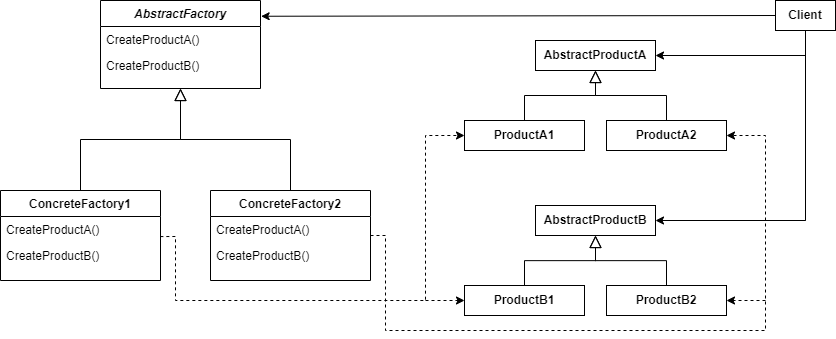 AbstractFactory
CreateProductA()
CreateProductB()
Client
AbstractProductA
ProductA1
ProductA2
ConcreteFactory1
CreateProductA()
CreateProductB()
ConcreteFactory2
CreateProductA()
CreateProductB()
AbstractProductB
ProductB1
ProductB2